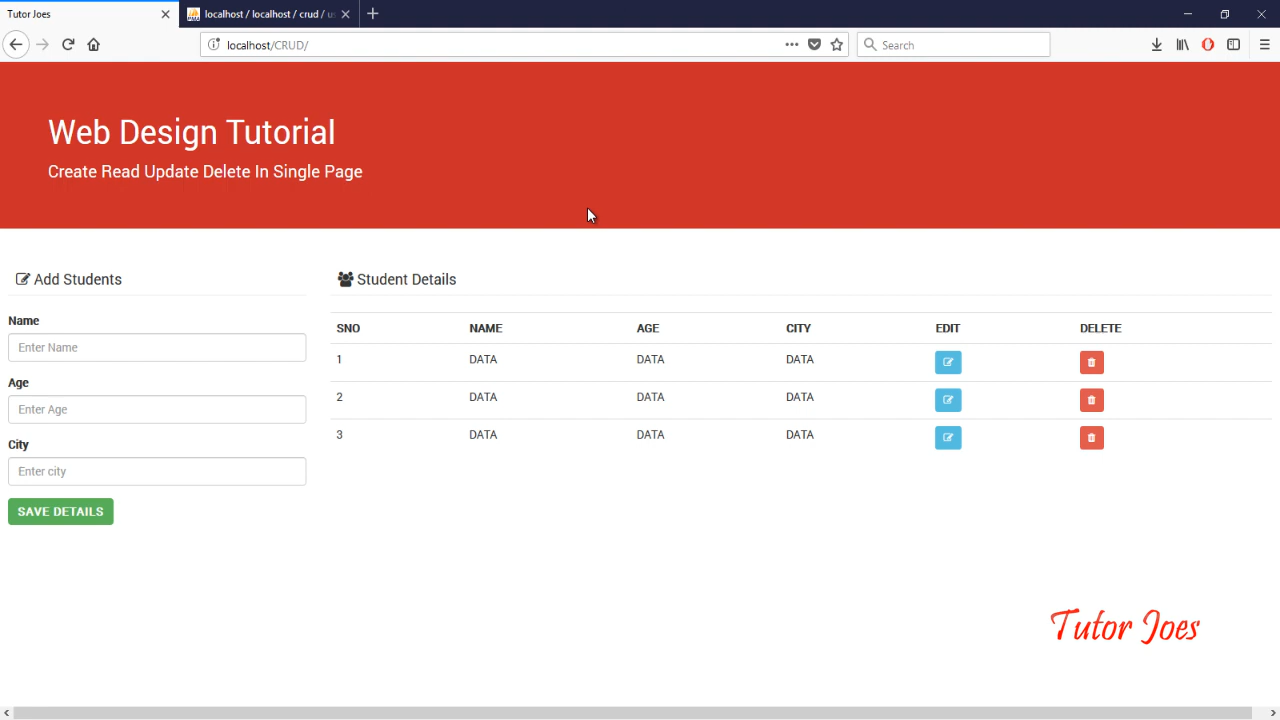 Tutor Joes
localhost / localhost / crud / us
localhost/CRUD/
Search
Web Design Tutorial
Create Read Update Delete In Single Page
Add Students
Student Details
Name
Enter Name
Age
Enter Age
City
Enter city
SAVE DETAILS
SNO NAME AGE CITY EDIT DELETE
1 DATA DATA DATA
2 DATA DATA DATA
3 DATA DATA DATA
Tutor Joes